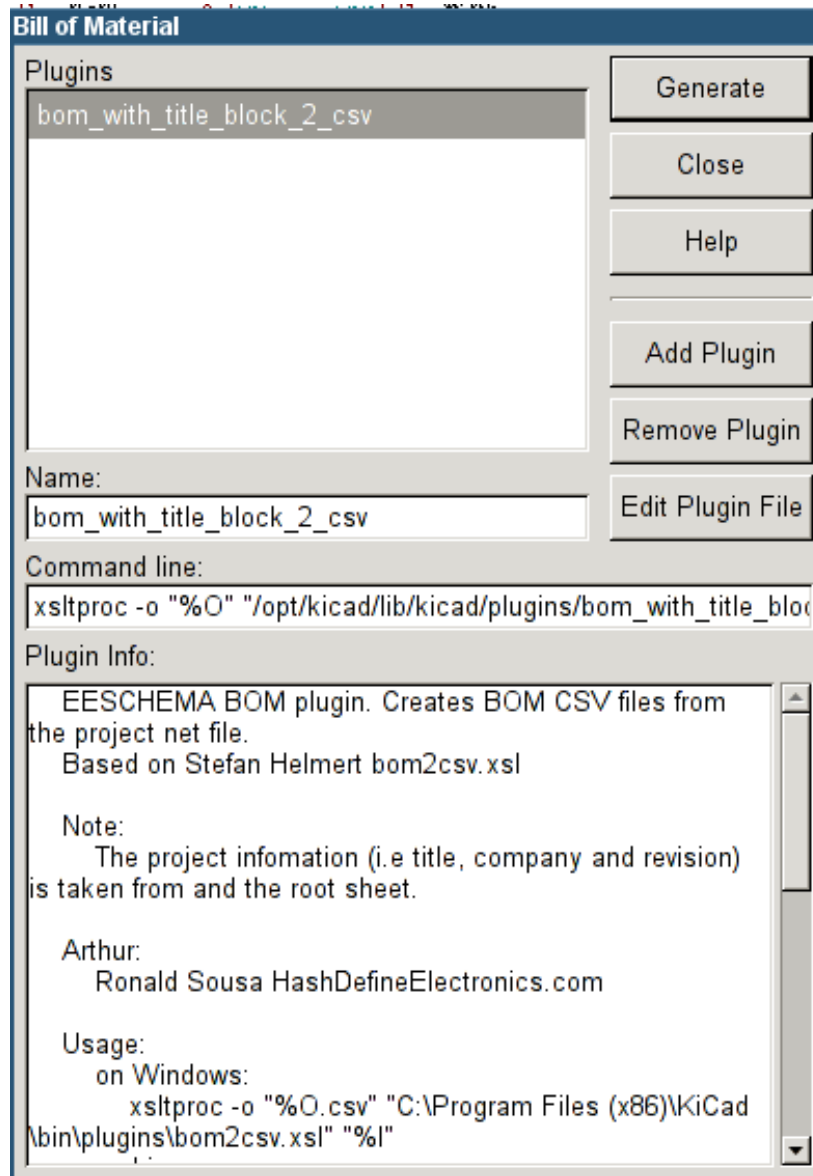 Bill of Material
Plugins
bom_with_title_block_2_csv
Generate
Close
Help
Add Plugin
Remove Plugin
Edit Plugin File
Name:
bom_with_title_block_2_csv
Command line:
xsltproc -o "%O" "/opt/kicad/lib/kicad/plugins/bom_with_title_bloc
Plugin Info:
EESCHEMA BOM plugin. Creates BOM CSV files from
the project net file.
Based on Stefan Helmert bom2csv.xsl
Note:
The project infomation (i.e title, company and revision)
is taken from and the root sheet.
Arthur:
Ronald Sousa HashDefineElectronics.com
Usage:
on Windows:
xsltproc -o "%O.csv" "C:\Program Files (x86)\KiCad
\bin\plugins\bom2csv.xsl" "%I"